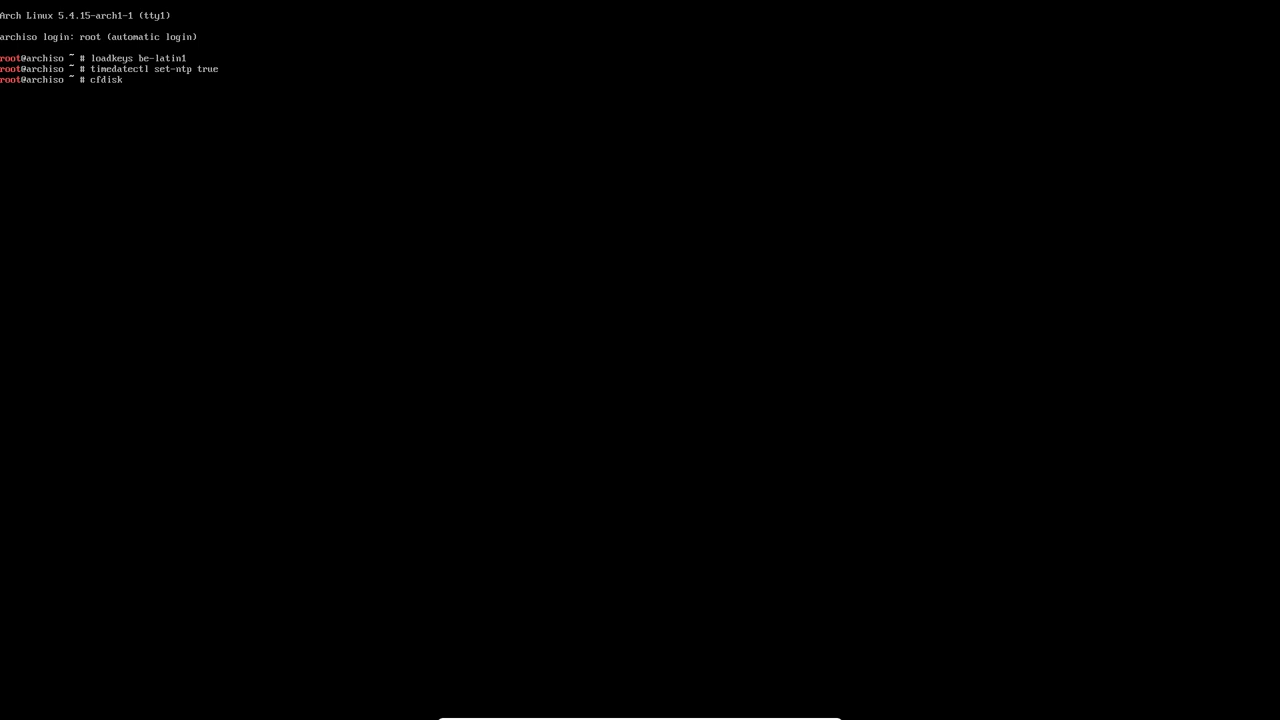 Arch Linux 5.4.15-arch1-1 (tty1)
archiso login: root (automatic login)
root@archiso ~ # loadkeys be-latin1
root@archiso ~ # timedatectl set-ntp true
root@archiso ~ # cfdisk